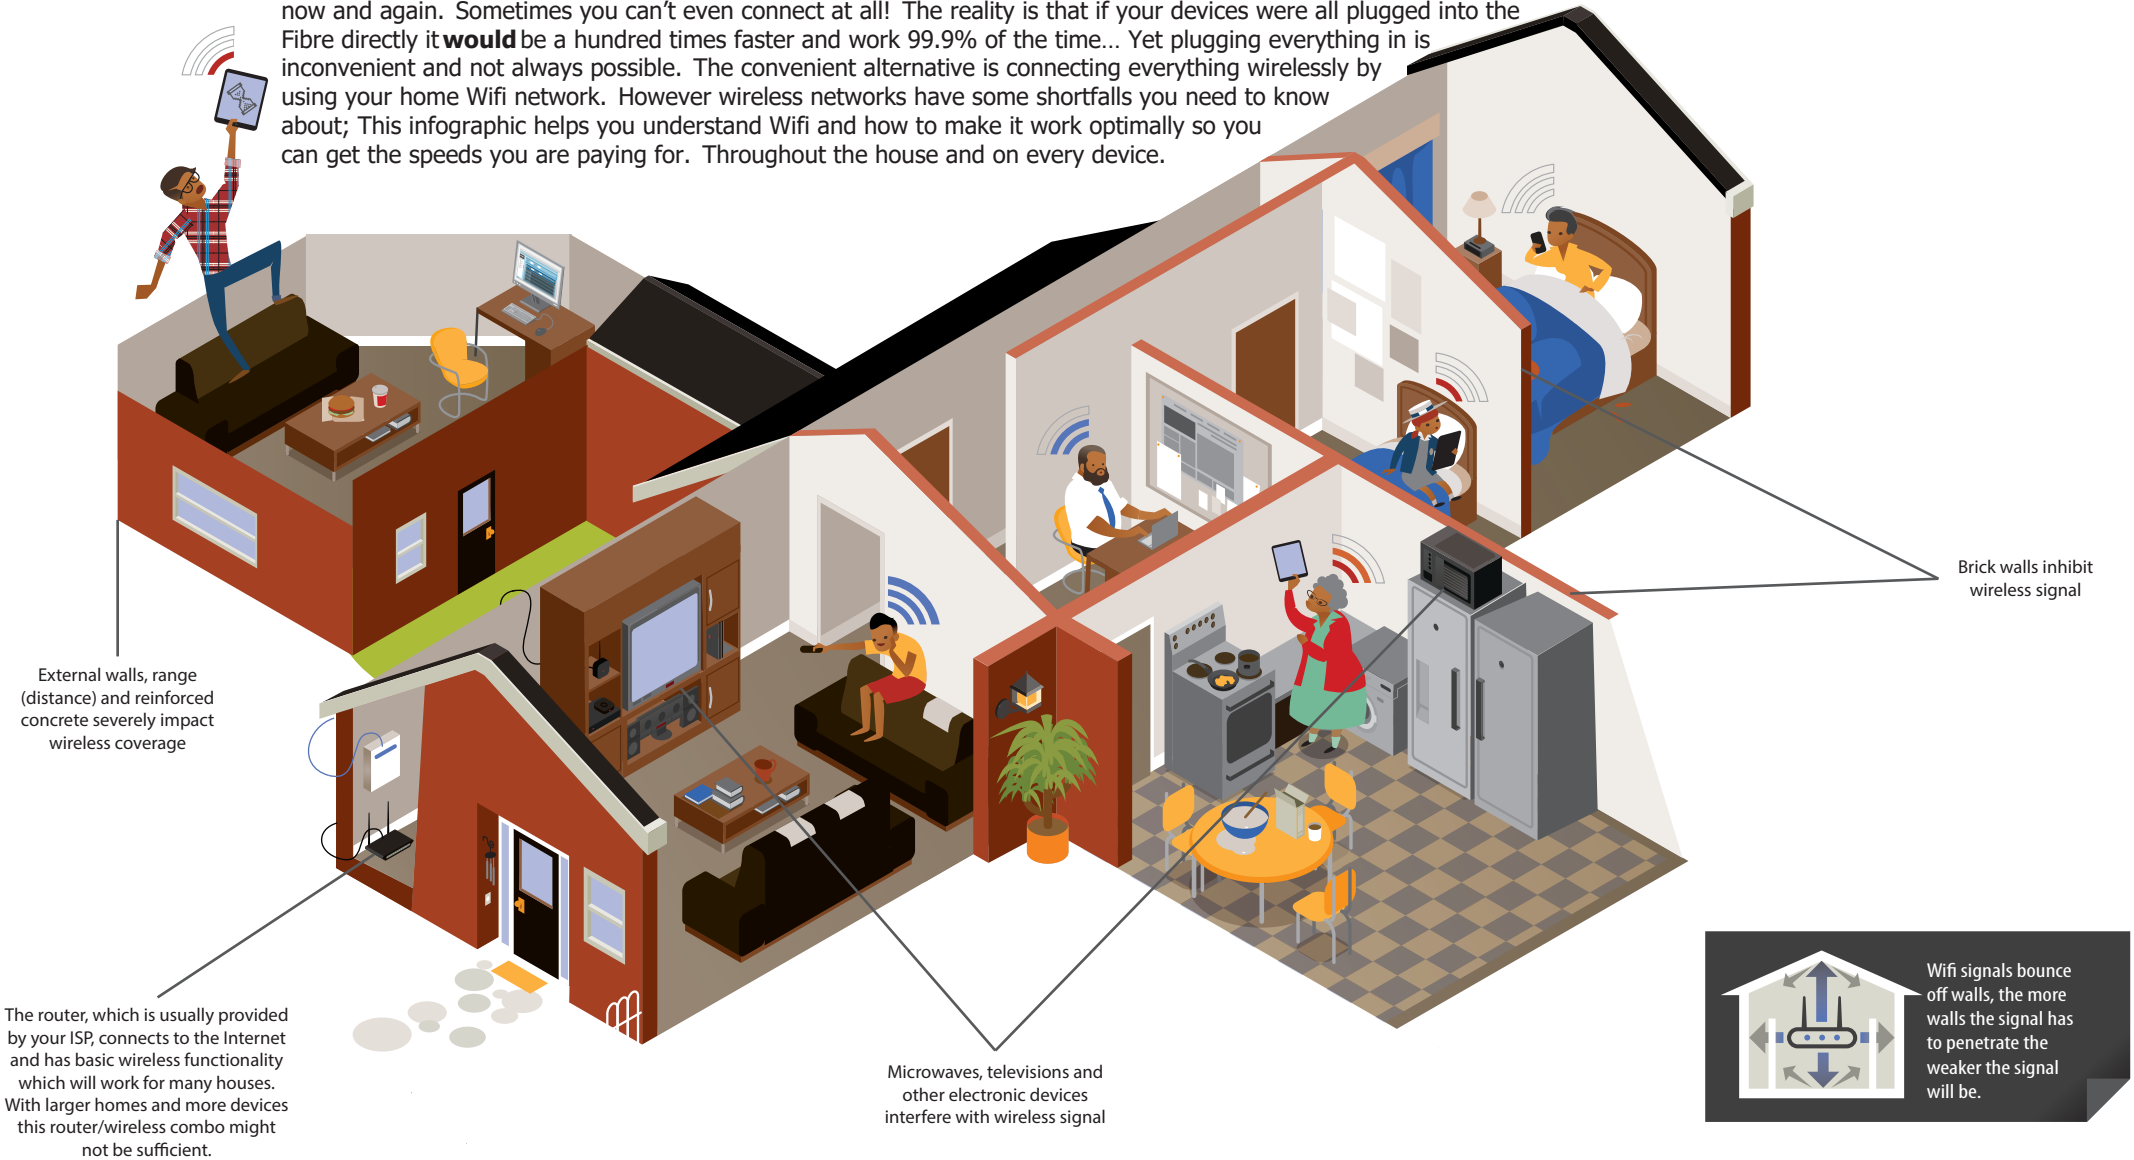 now and again. Sometimes you can't even connect at all! The reality is that if your devices were all plugged into the
Fibre directly it would be a hundred times faster and work 99.9% of the time... Yet plugging everything in is
inconvenient and not always possible. The convenient alternative is connecting everything wirelessly by
using your home Wifi network. However wireless networks have some shortfalls you need to know
about; This infographic helps you understand Wifi and how to make it work optimally so you
can get the speeds you are paying for. Throughout the house and on every device.
Brick walls inhibit
wireless signal
External walls, range
(distance) and reinforced
concrete severely impact
wireless coverage
The router, which is usually provided
by your ISP, connects to the Internet
and has basic wireless functionality
which will work for many houses.
With larger homes and more devices
this router/wireless combo might
not be sufficient.
Microwaves, televisions and
other electronic devices
interfere with wireless signal
Wifi signals bounce
off walls, the more
walls the signal has
to penetrate the
weaker the signal
will be.